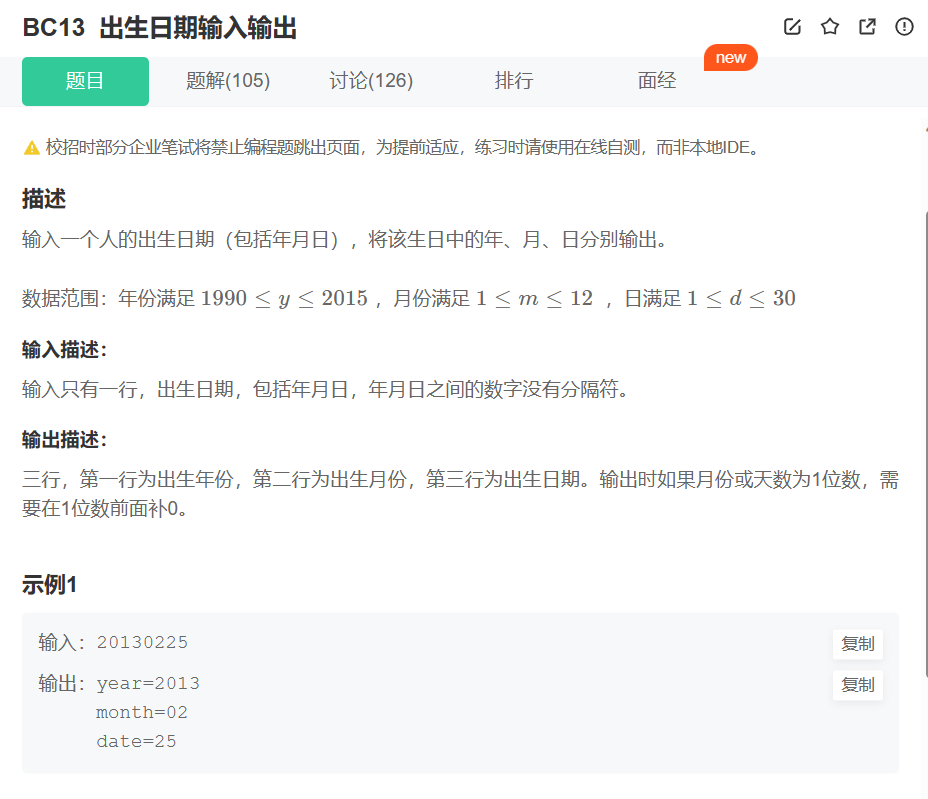 BC13 出生日期输入输出
题目 题解(105) 讨论(126) 排行 面经 new
校招时部分企业笔试将禁止编程题跳出页面，为提前适应，练习时请使用在线自测，而非本地IDE。
描述
输入一个人的出生日期（包括年月日），将该生日中的年、月、日分别输出。
数据范围：年份满足 1990 ≤ y ≤ 2015 ，月份满足 1 ≤ m ≤ 12 ，日满足 1 ≤ d ≤ 30
输入描述：
输入只有一行，出生日期，包括年月日，年月日之间的数字没有分隔符。
输出描述：
三行，第一行为出生年份，第二行为出生月份，第三行为出生日期。输出时如果月份或天数为1位数，需
要在1位数前面补0。
示例1
输入：20130225 复制
输出：year=2013 复制
month=02
date=25